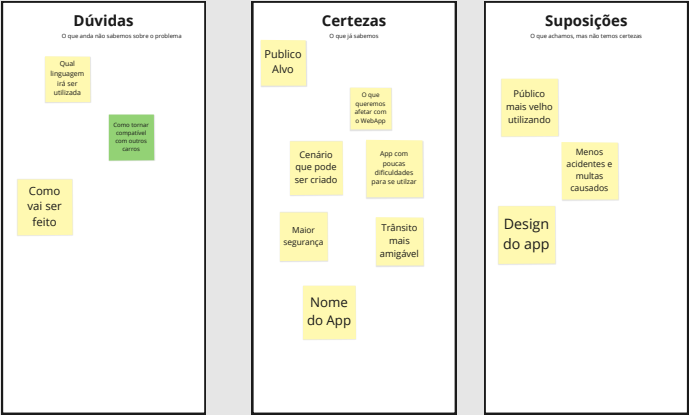 Dúvidas
O que anda não sabemos sobre o problema
Qual
linguagem
irá ser
utilizada
Como tornar
compatível
com outros
carros
Como
vai ser
feito
Certezas
O que já sabemos
Publico
Alvo
O que
queremos
afetar com
o WebApp
Cenário
que pode
ser criado
App com
poucas
dificuldades
para se utilzar
Maior
segurança
Trânsito
mais
amigável
Nome
do App
Suposições
O que achamos, mas não temos certezas
Público
mais velho
utilizando
Menos
acidentes e
multas
causados
Design
do app